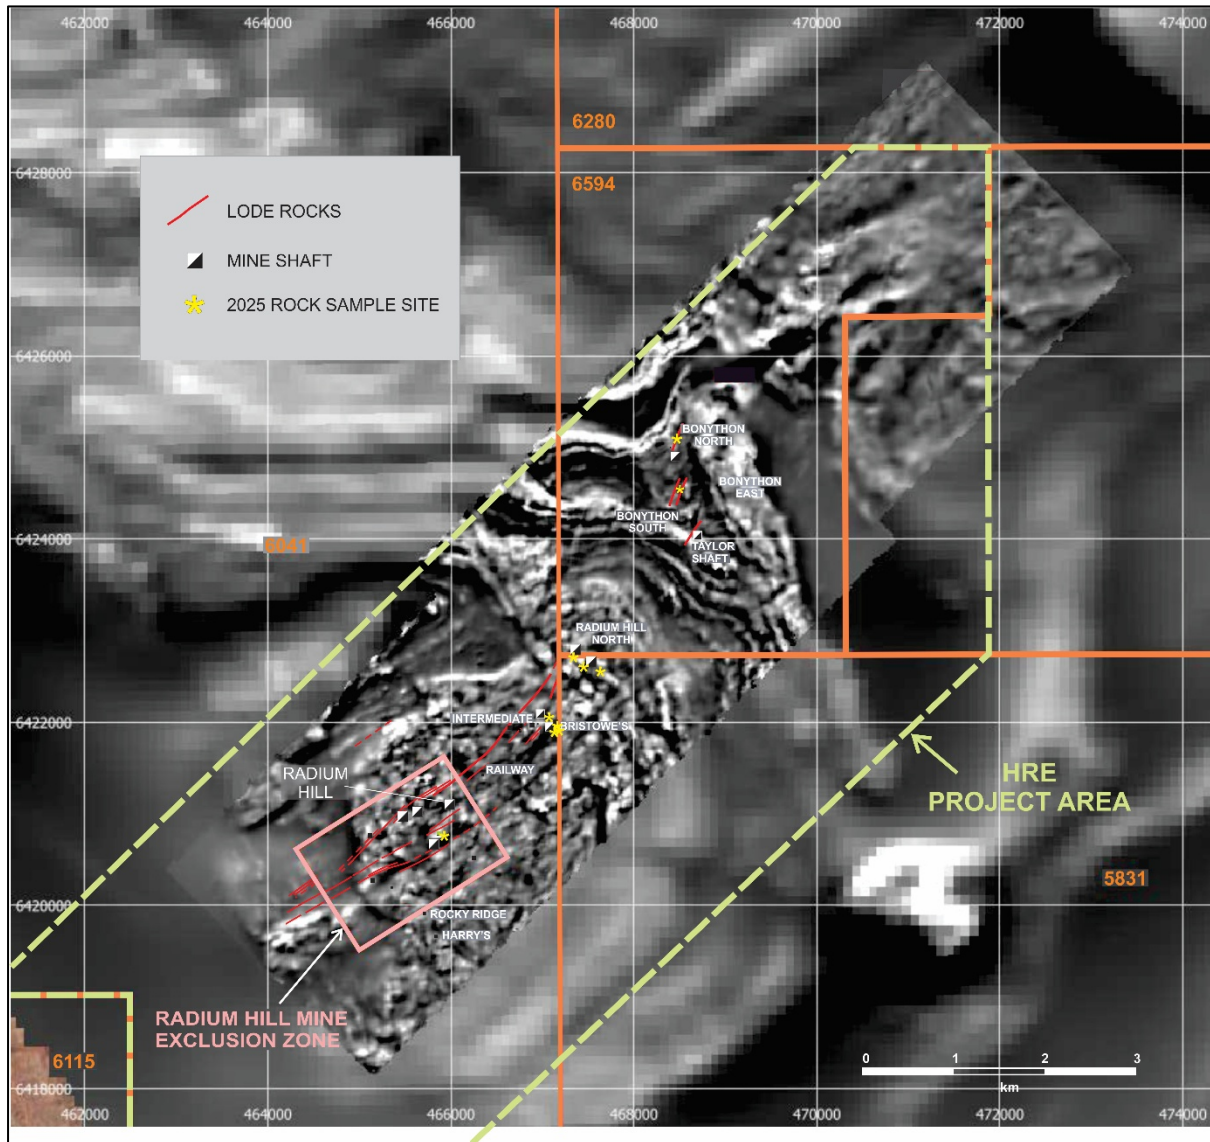 462000
464000
466000
468000
470000
472000
474000
6280
6428000
6594
LODE ROCKS
MINE SHAFT
2025 ROCK SAMPLE SITE
6426000
BONYTHON
NORTH
BONYTHON
EAST
BONYTHON
SOUTH
6424000
6041
TAYLOR
SHAFT
RADIUM HILL
NORTH
6422000
INTERMEDIATE
BRISTOWE'S
RAILWAY
RADIUM
HILL
HRE
PROJECT AREA
5831
6420000
ROCKY RIDGE
HARRY'S
RADIUM HILL MINE
EXCLUSION ZONE
6115
0
1
2
3
km
6418000
462000
464000
466000
468000
470000
472000
474000